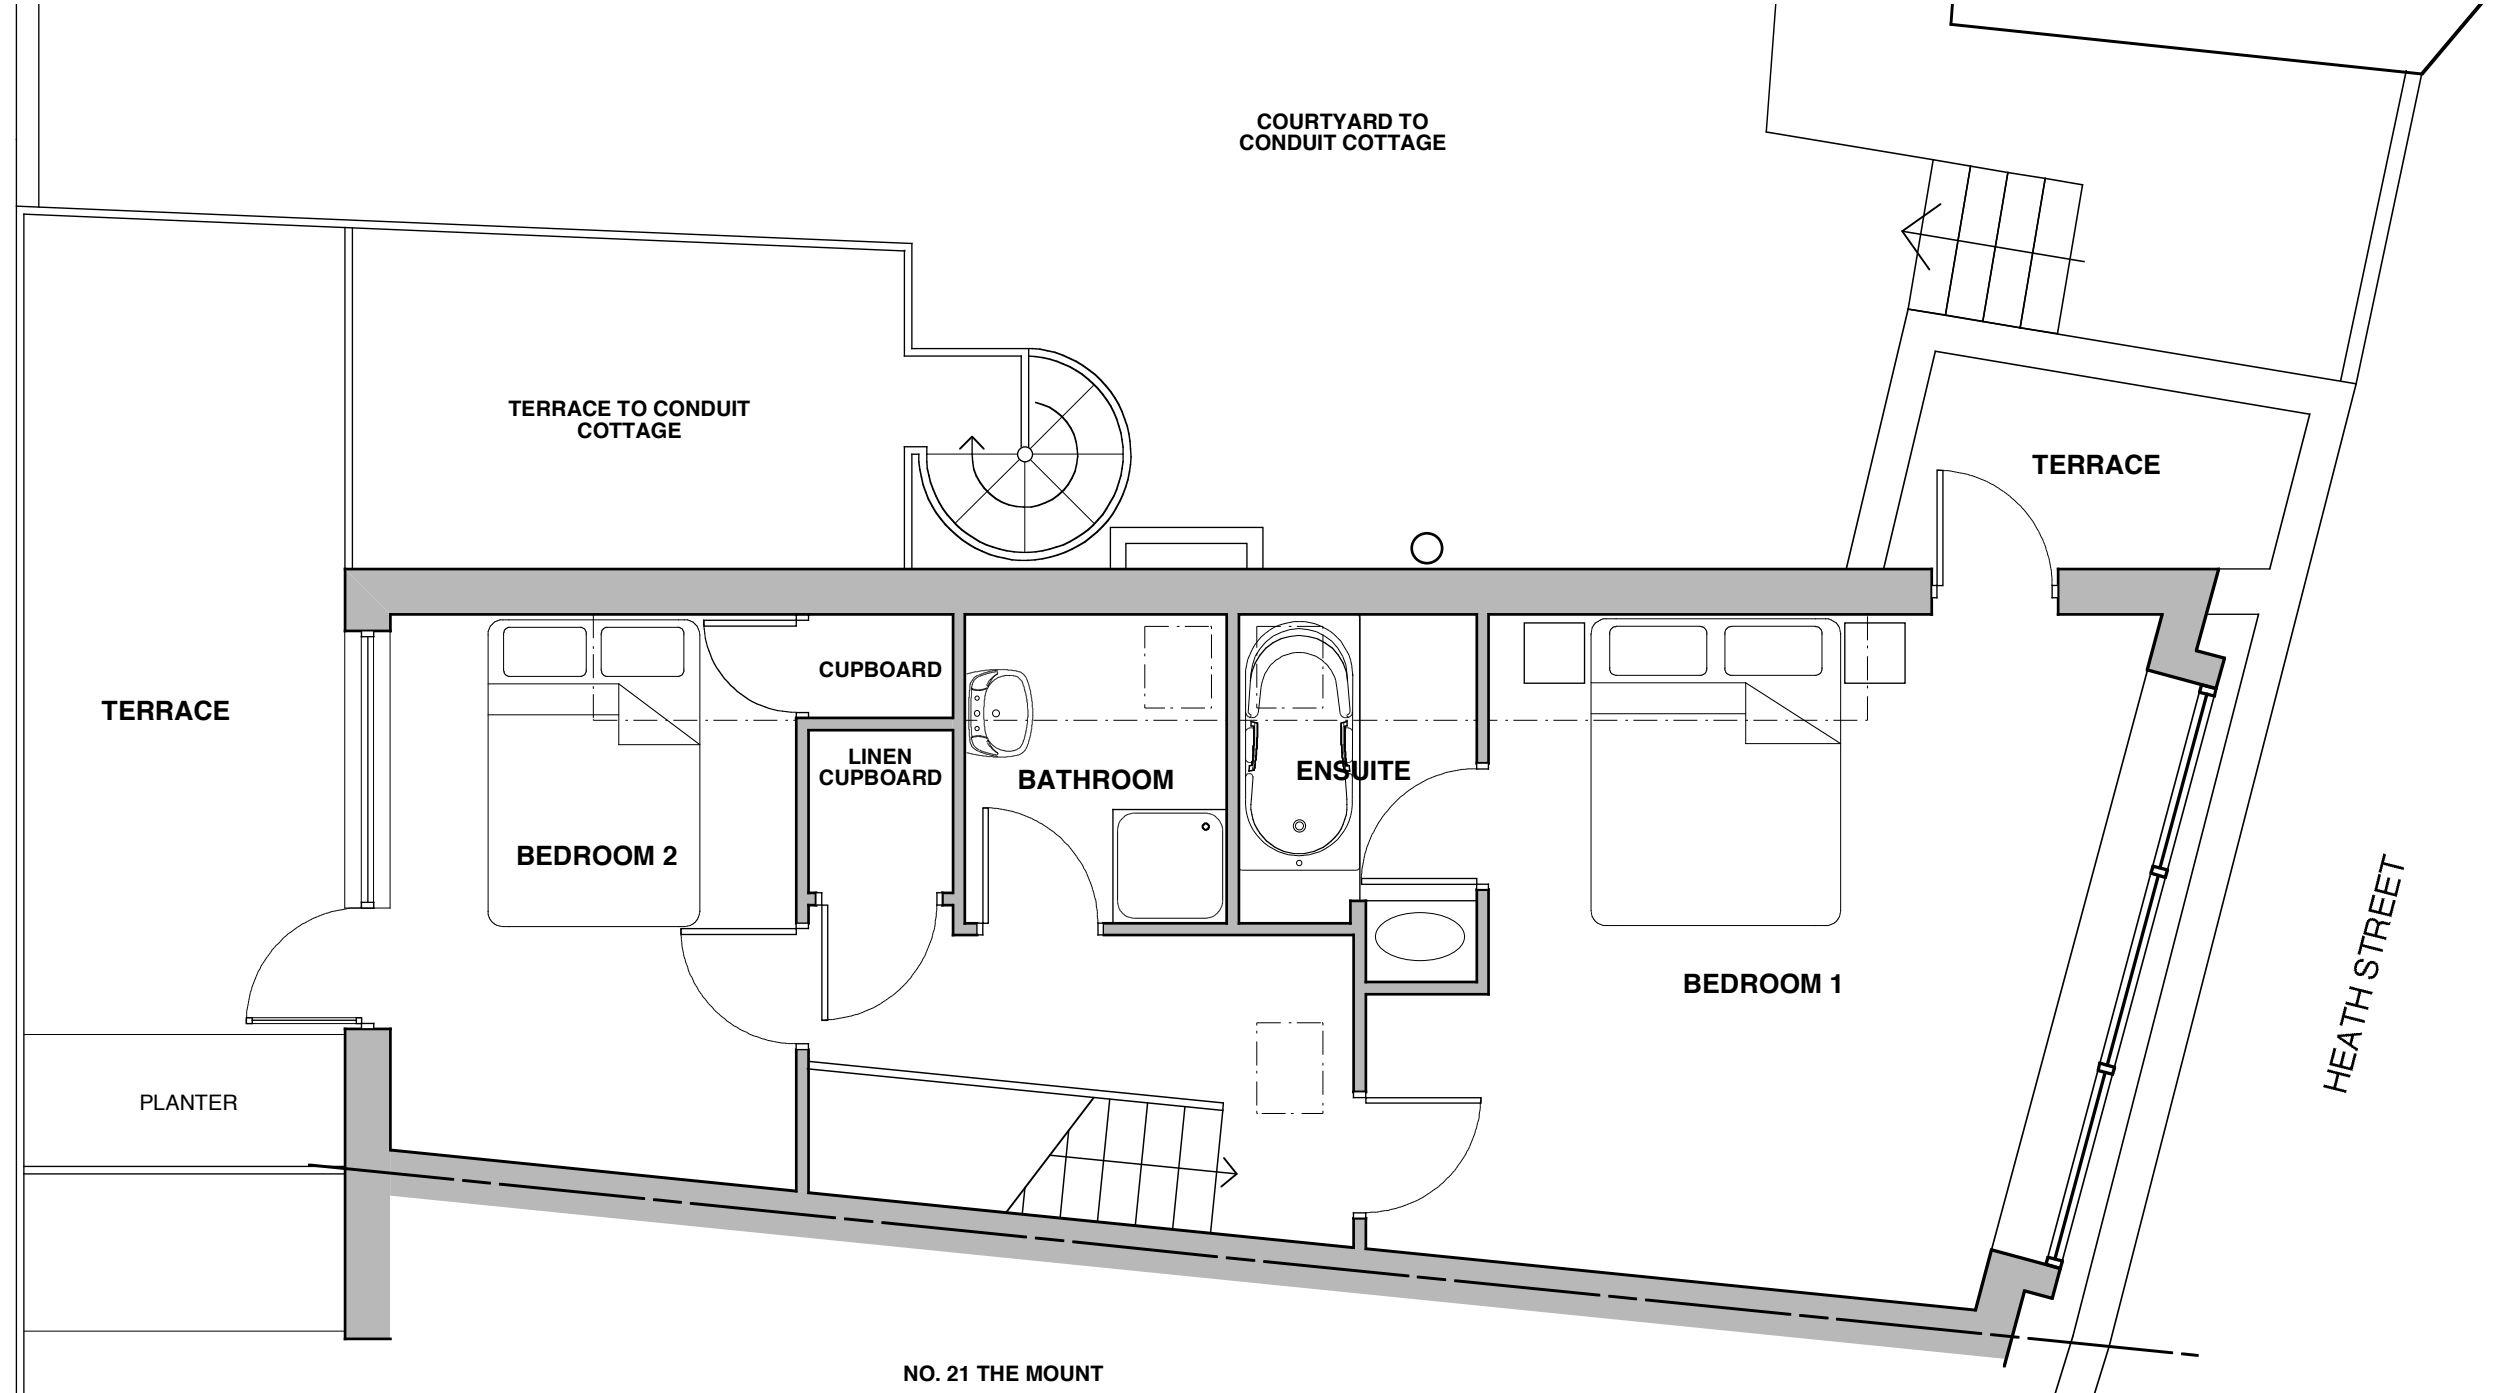 COURTYARD TO
CONDUIT COTTAGE
TERRACE TO CONDUIT
COTTAGE
TERRACE
CUPBOARD
TERRACE
LINEN
CUPBOARD
BATHROOM
ENSUITE
BEDROOM 2
BEDROOM 1
HEATH STREET
PLANTER
NO. 21 THE MOUNT